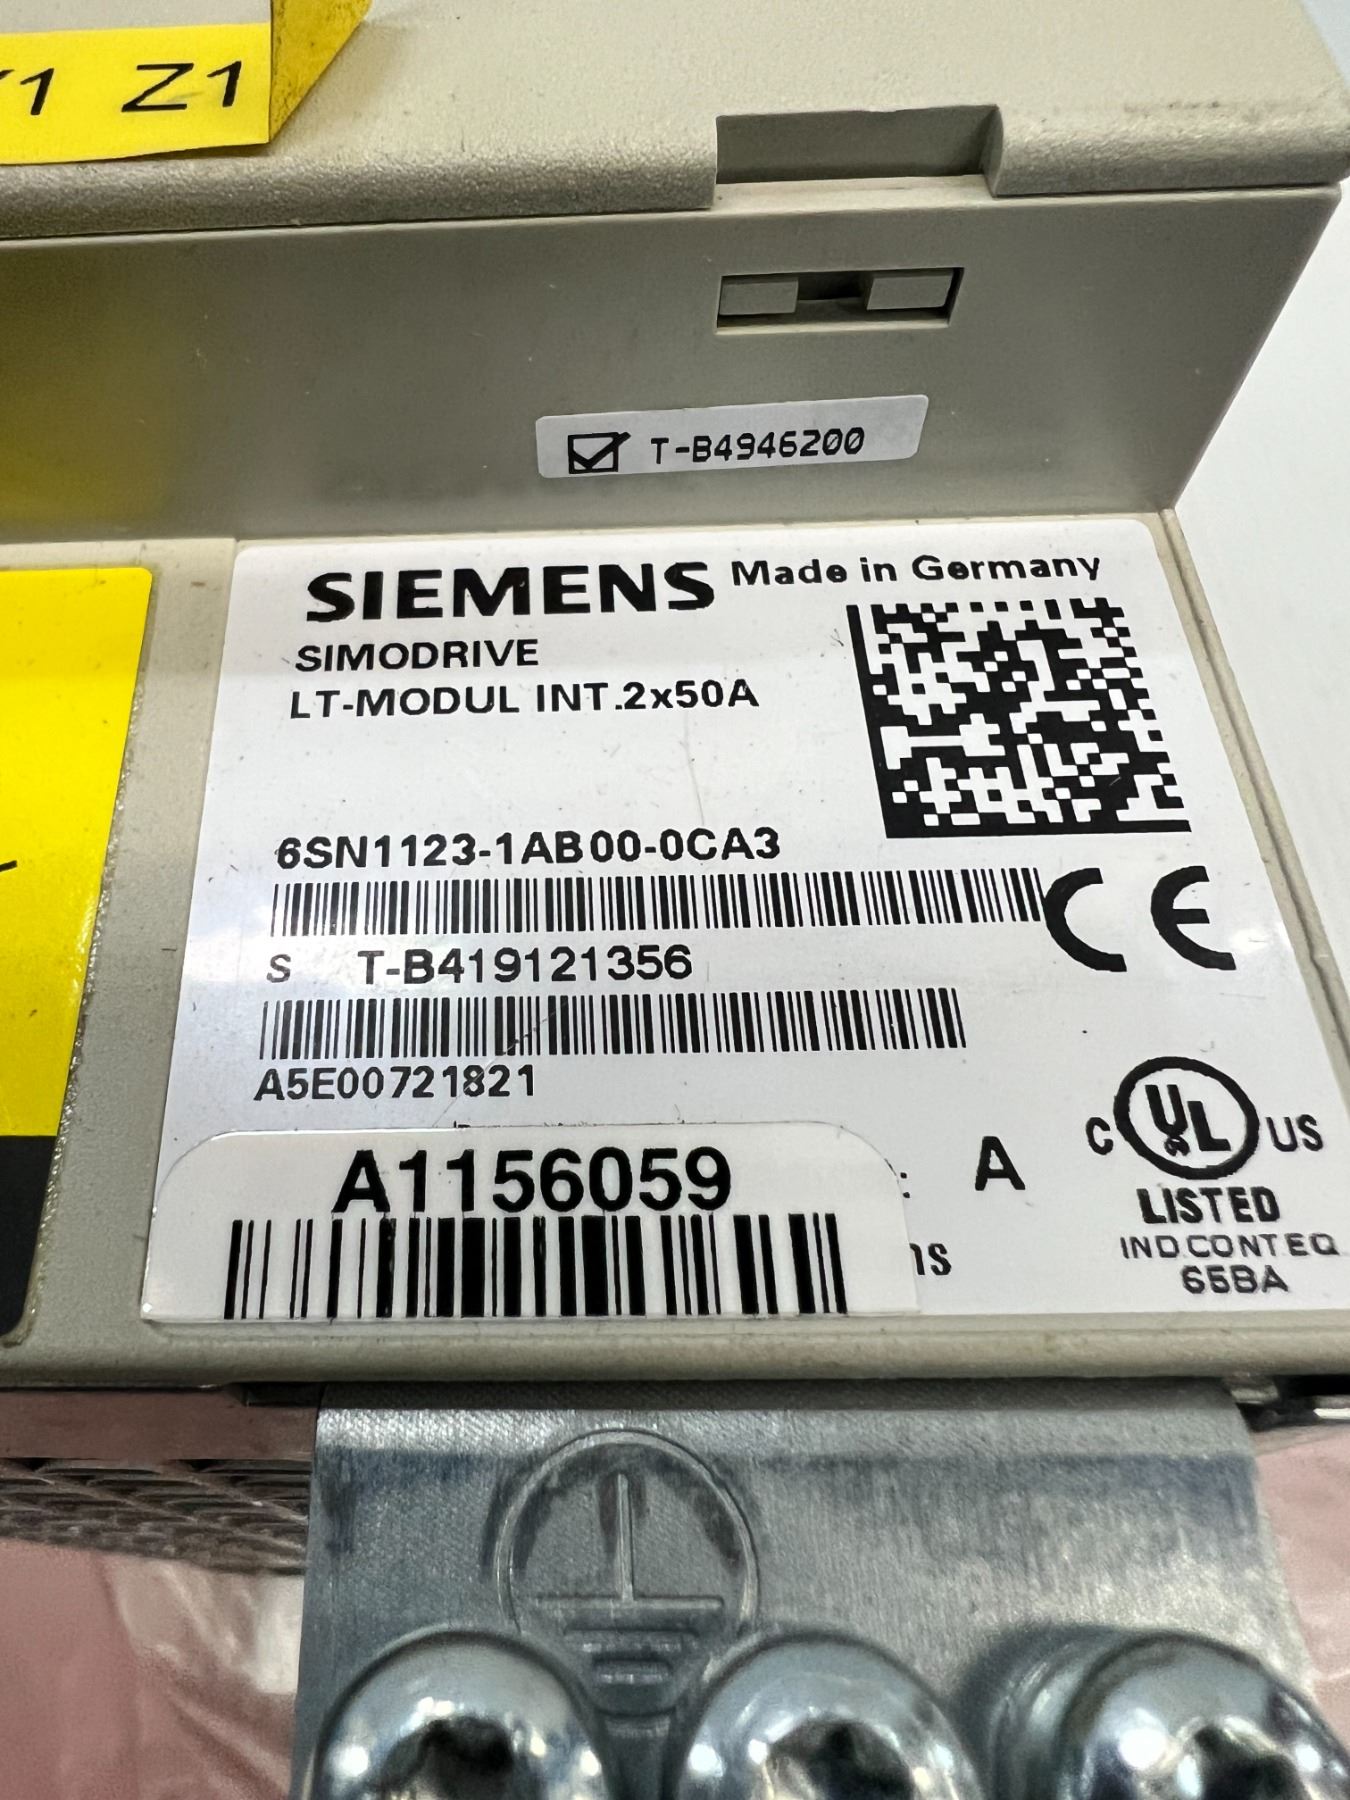 Z1
T-B4946200
SIEMENS Made in Germany
SIMODRIVE
LT-MODUL INT.2x50A
6SN1123-1AB00-0CA3
S T-B419121356
A5E00721821
A1156059
: A
C UL US
LISTED
IND.CONT.EQ
65BA
CE